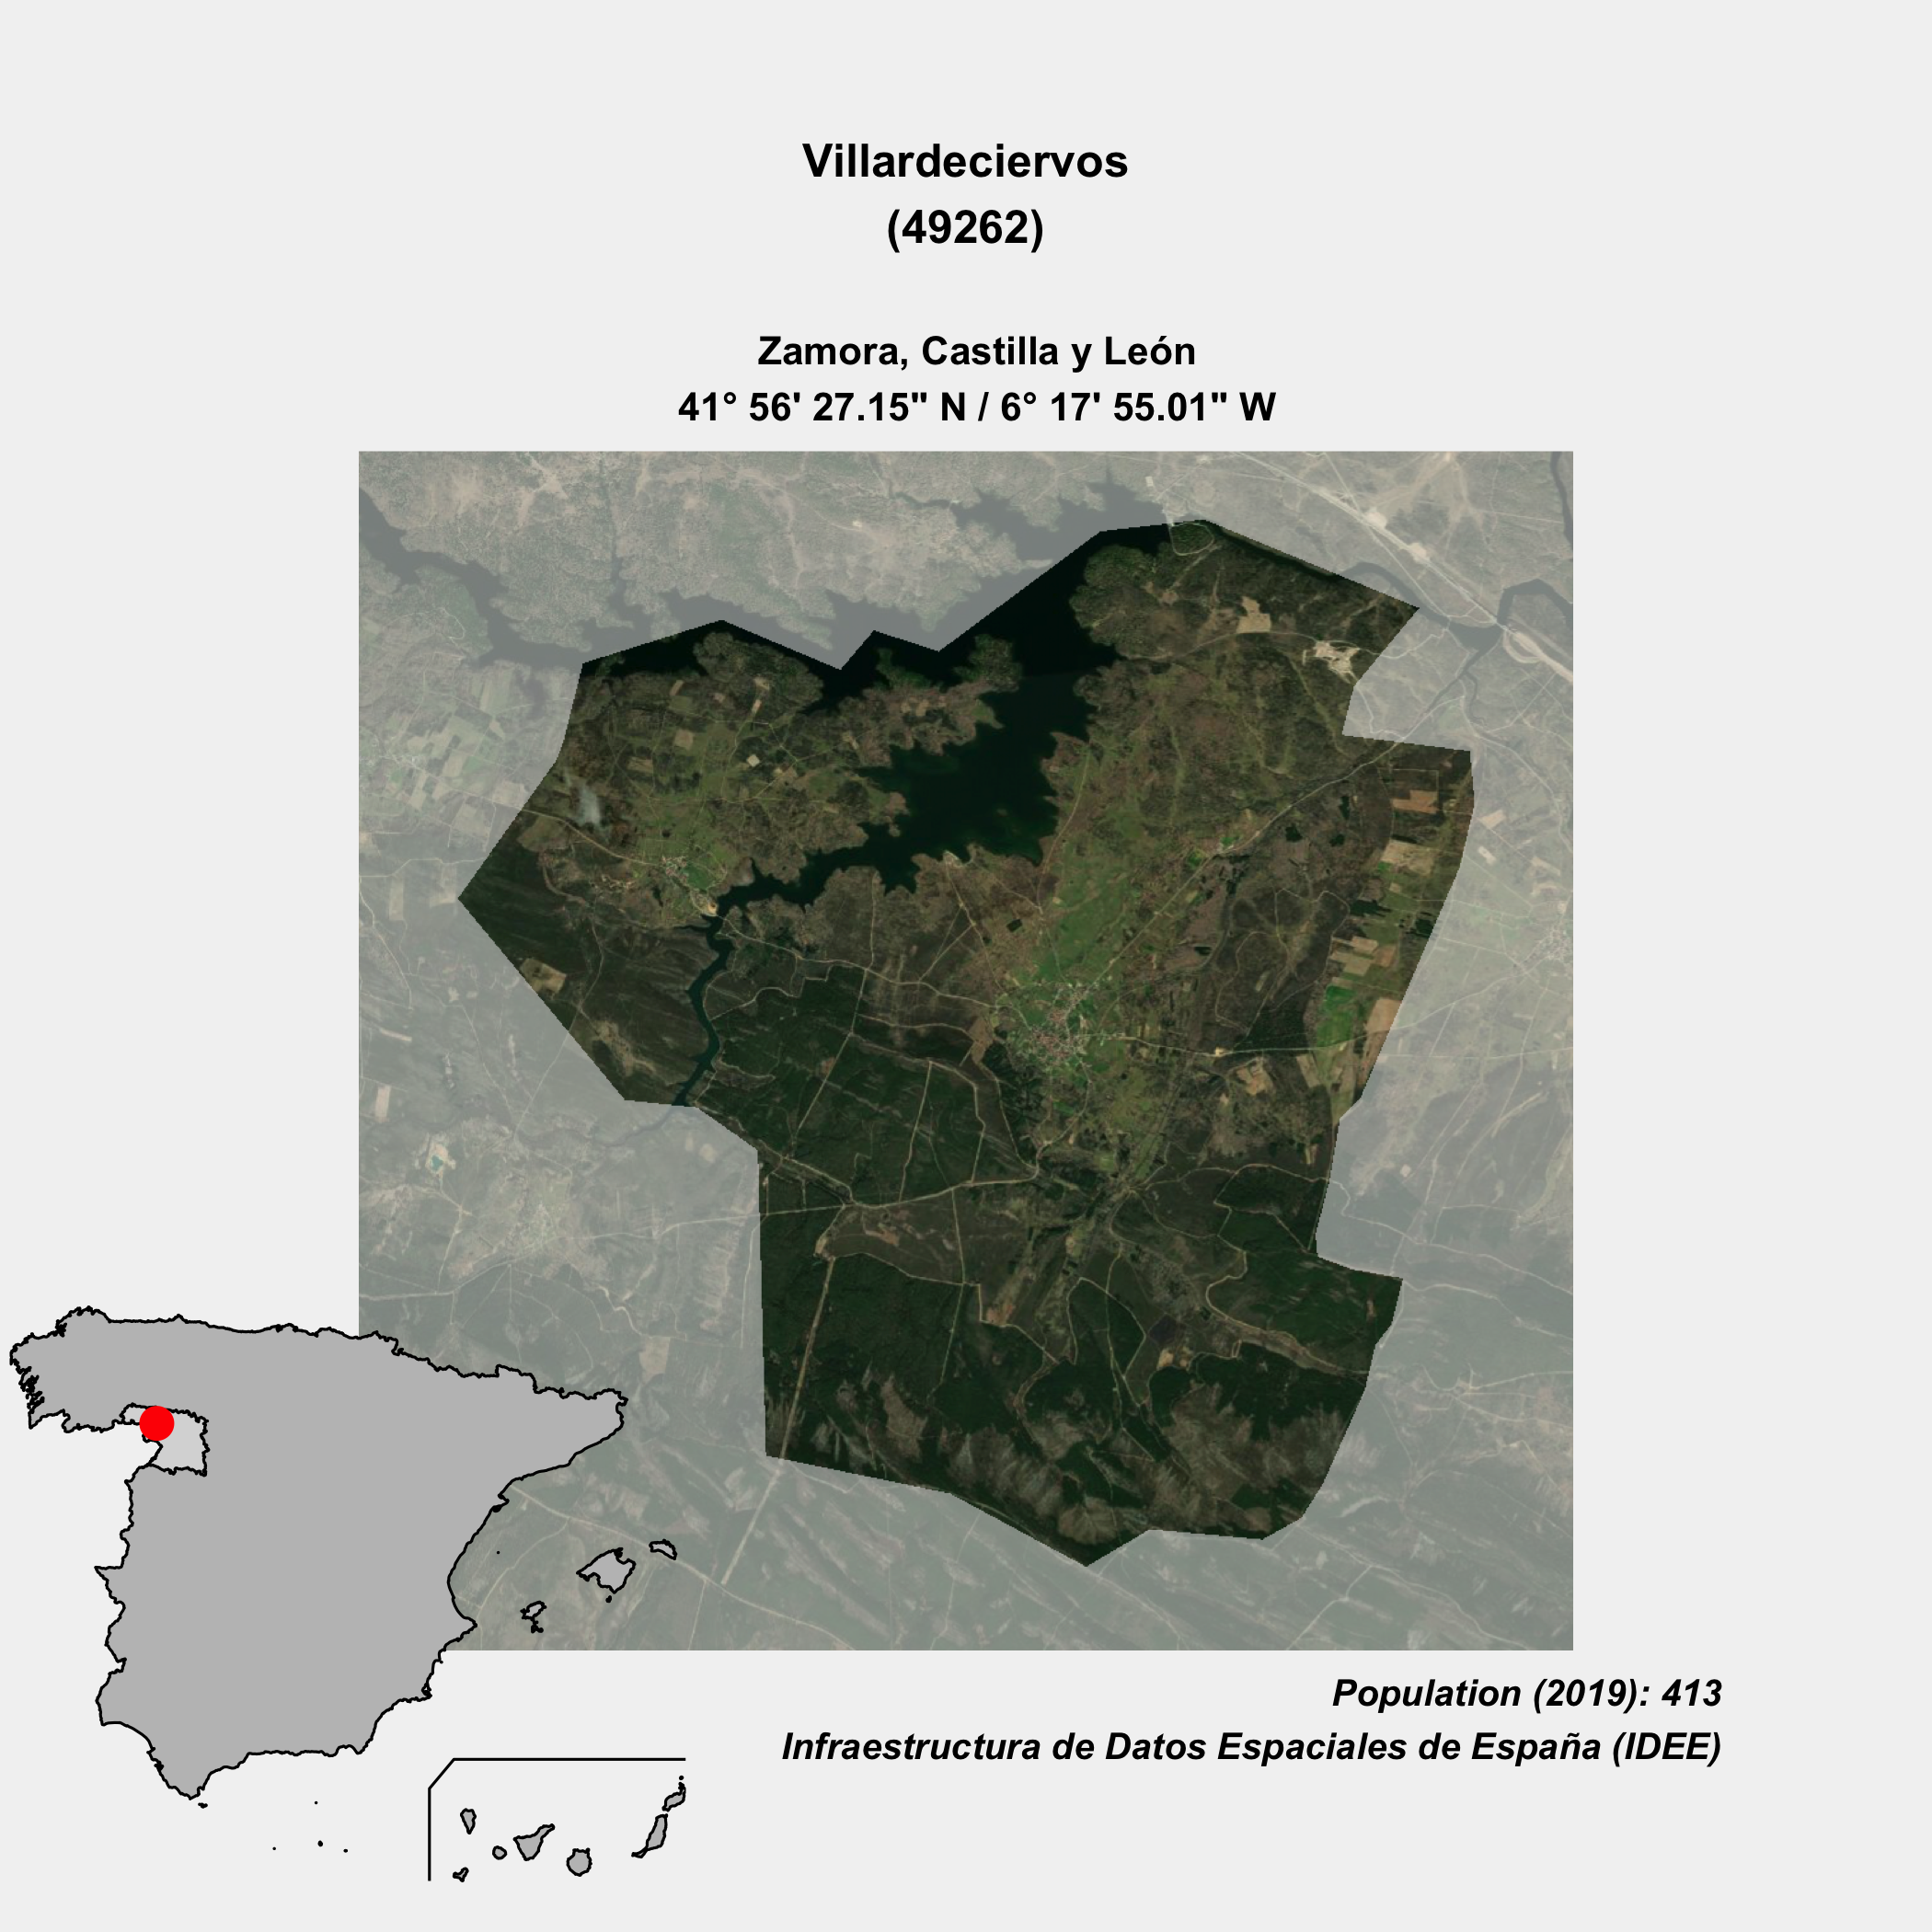 Villardeciervos
(49262)
Zamora, Castilla y León
41° 56' 27.15" N / 6° 17' 55.01" W
Population (2019): 413
Infraestructura de Datos Espaciales de España (IDEE)